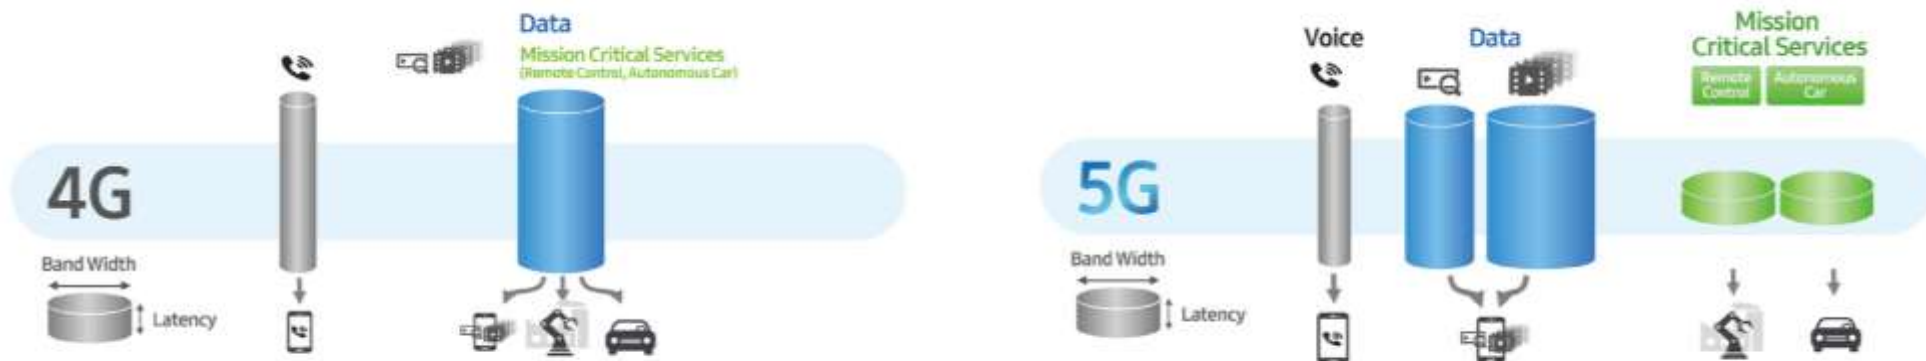 Data
Mission Critical Services
(Remote Control, Autonomous Car)
4G
Band Width
Latency
Voice
Data
Mission
Critical Services
Remote
Control
Autonomous
Car
5G
Band Width
Latency